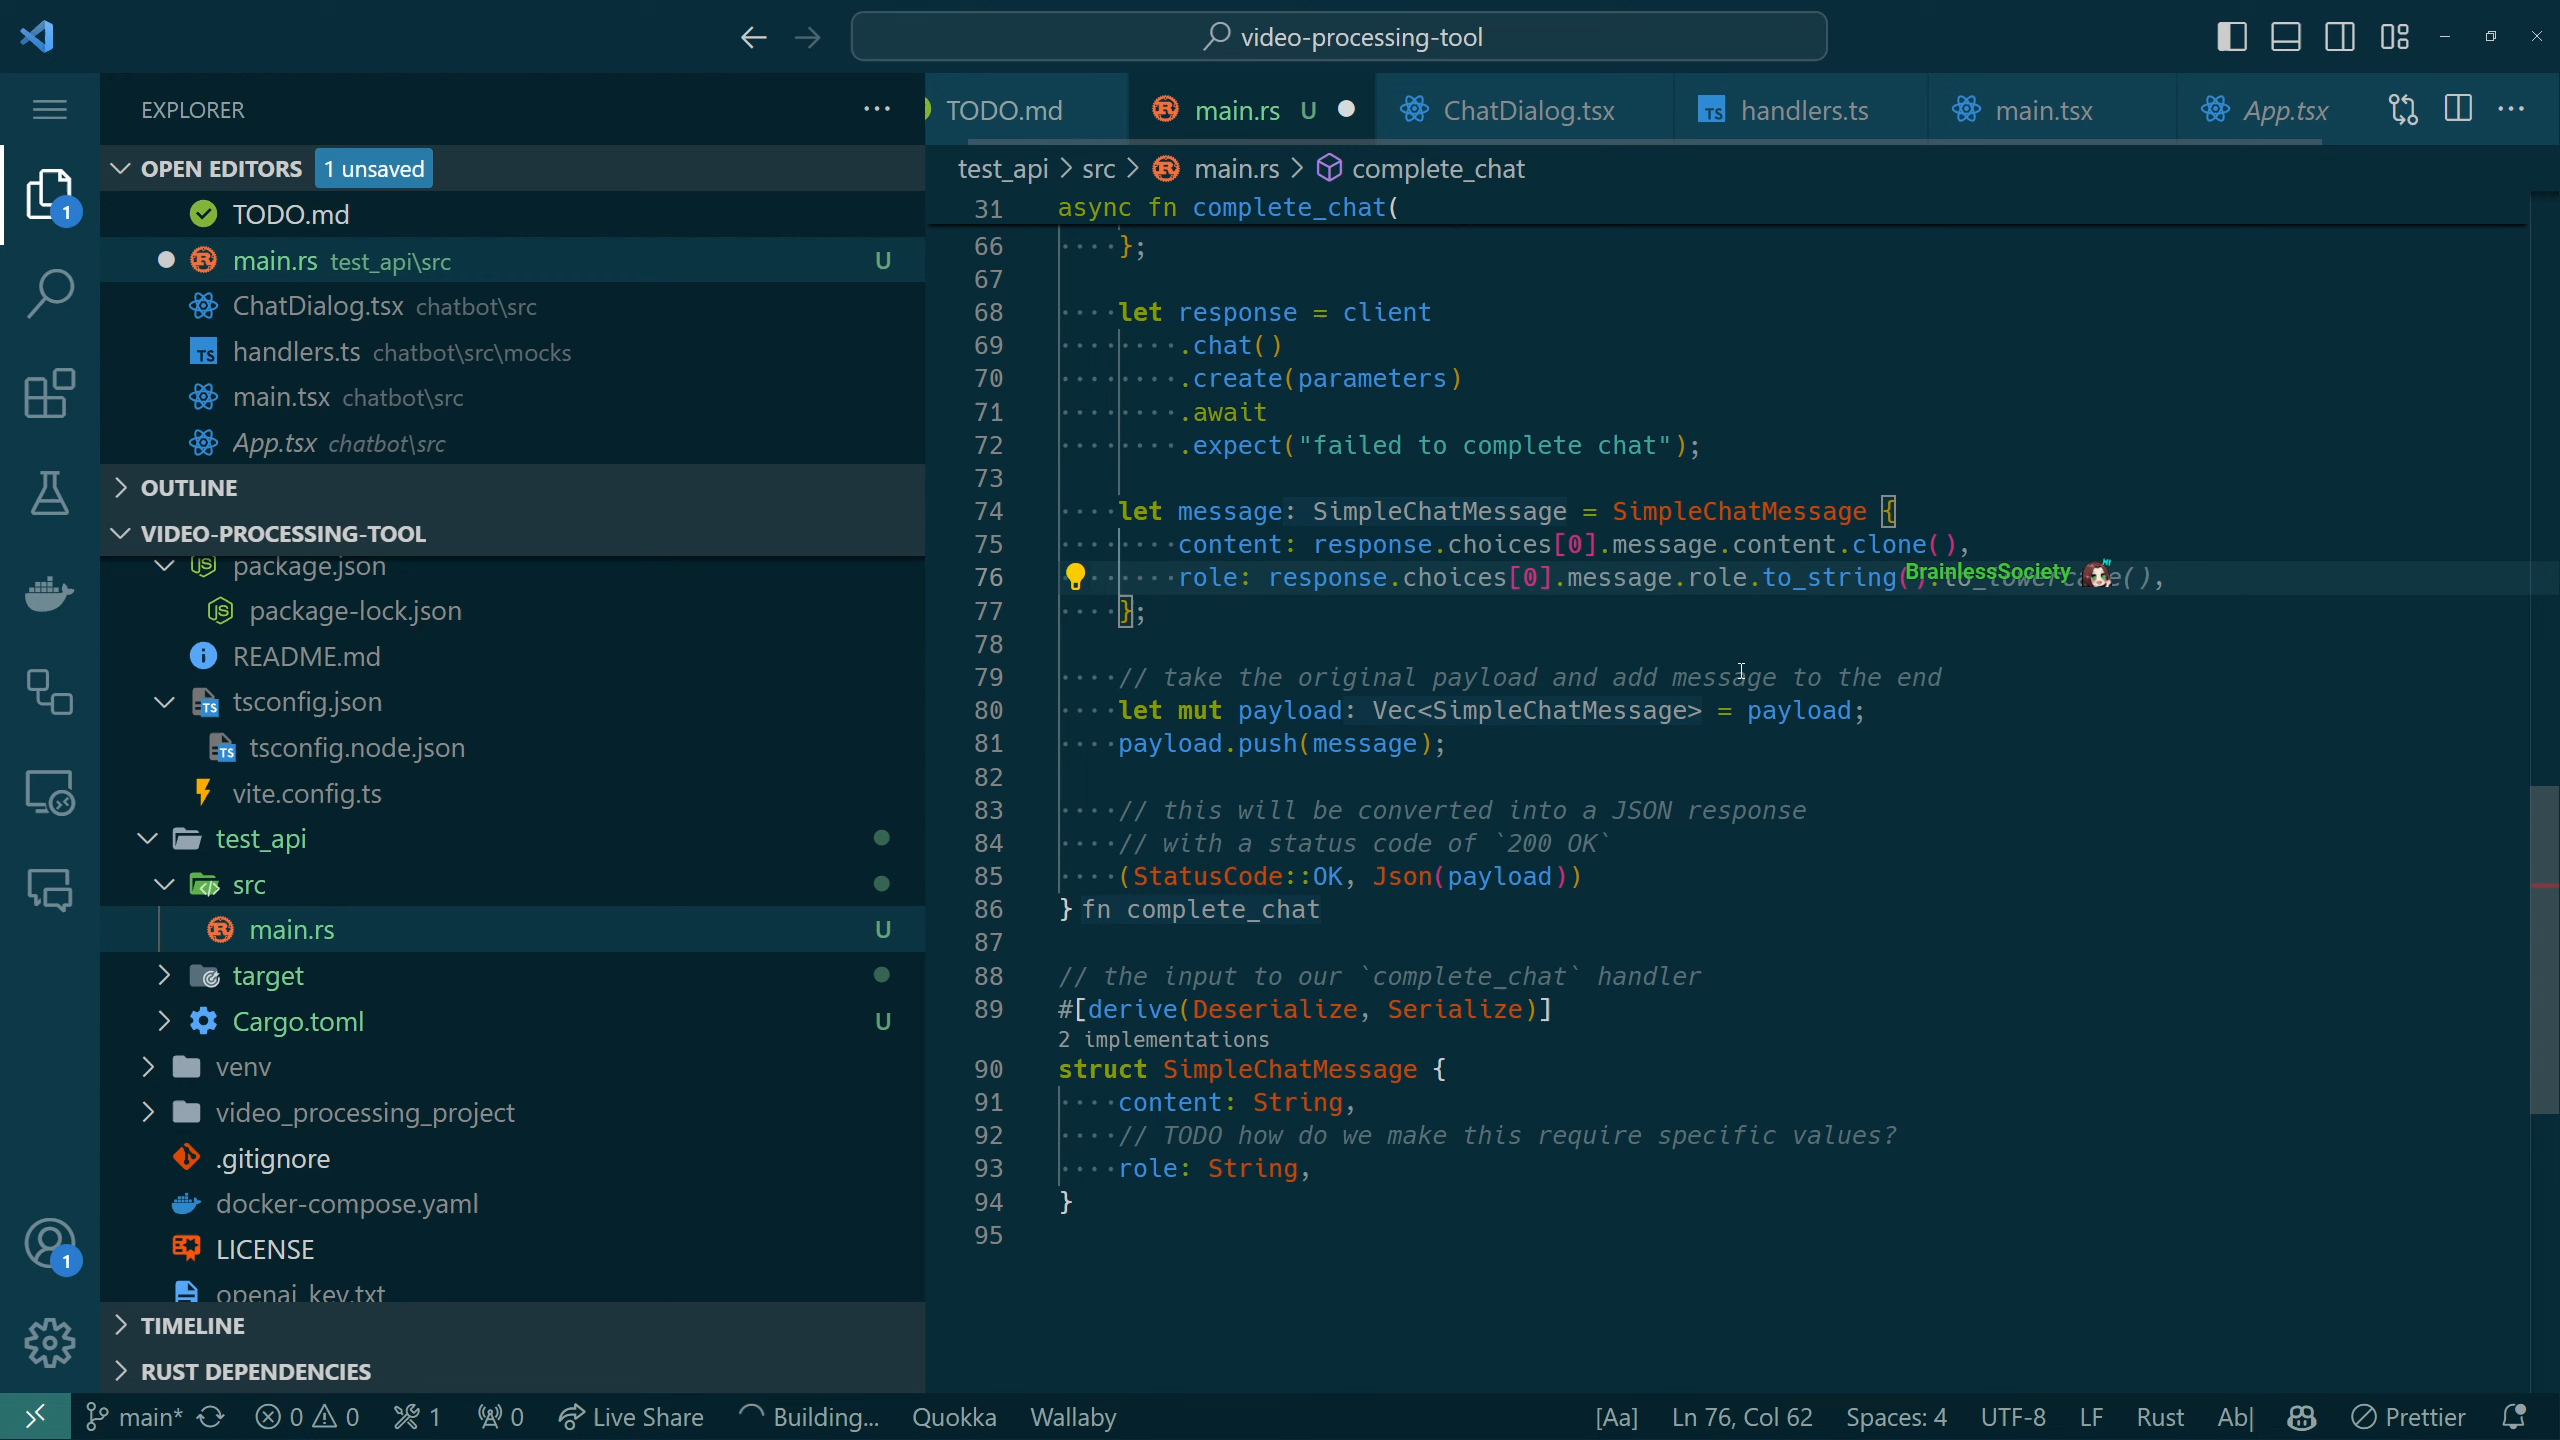 video-processing-tool
EXPLORER
OPEN EDITORS 1 unsaved
TODO.md
main.rs test_api\src U
ChatDialog.tsx chatbot\src
handlers.ts chatbot\src\mocks
main.tsx chatbot\src
App.tsx chatbot\src
OUTLINE
VIDEO-PROCESSING-TOOL
package.json
package-lock.json
README.md
tsconfig.json
tsconfig.node.json
vite.config.ts
test_api
src
main.rs U
target
Cargo.toml U
venv
video_processing_project
.gitignore
docker-compose.yaml
LICENSE
openai_key.txt
TIMELINE
RUST DEPENDENCIES
1
1
TODO.md main.rs U ChatDialog.tsx handlers.ts main.tsx App.tsx
test_api > src > main.rs > complete_chat
31 async fn complete_chat(
66 };
67
68 let response = client
69 .chat()
70 .create(parameters)
71 .await
72 .expect("failed to complete chat");
73
74 let message: SimpleChatMessage = SimpleChatMessage {
75 content: response.choices[0].message.content.clone(),
76 role: response.choices[0].message.role.to_string().to_lowercase(),
BrainlessSociety
77 };
78
79 // take the original payload and add message to the end
80 let mut payload: Vec<SimpleChatMessage> = payload;
81 payload.push(message);
82
83 // this will be converted into a JSON response
84 // with a status code of `200 OK`
85 (StatusCode::OK, Json(payload))
86 } fn complete_chat
87
88 // the input to our `complete_chat` handler
89 #[derive(Deserialize, Serialize)]
2 implementations
90 struct SimpleChatMessage {
91 content: String,
92 // TODO how do we make this require specific values?
93 role: String,
94 }
95
main* 0 0 1 0 Live Share Building... Quokka Wallaby [Aa] Ln 76, Col 62 Spaces: 4 UTF-8 LF Rust Ab| Prettier